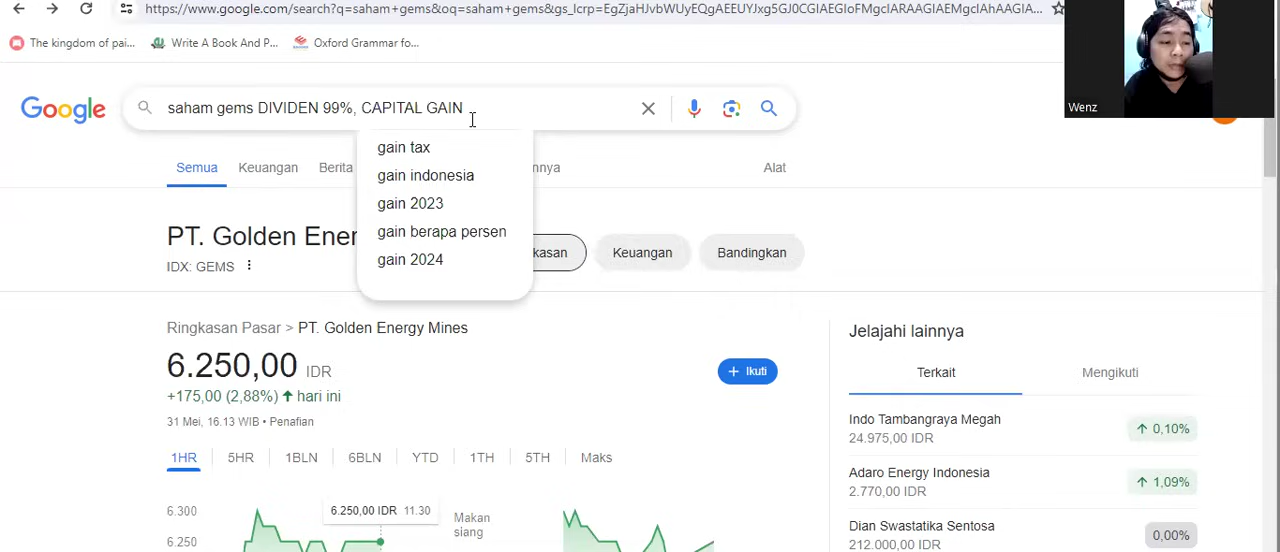 https://www.google.com/search?q=saham+gems&oq=saham+gems&gs_lcrp=EgZjaHJvbWUyEQgAEEUYJxg5GJ0CGIAEGIoFMgcIARAAGIAEMgcIAhAAGIA...
The kingdom of pai...
Write A Book And P...
Oxford Grammar fo...
Wenz
Google
saham gems DIVIDEN 99%, CAPITAL GAIN
gain tax
gain indonesia
gain 2023
gain berapa persen
gain 2024
Semua Keuangan Berita nnya Alat
PT. Golden Ener
IDX: GEMS
kasan Keuangan Bandingkan
Ringkasan Pasar > PT. Golden Energy Mines
6.250,00 IDR
+ Ikuti
+175,00 (2,88%) hari ini
31 Mei, 16.13 WIB • Penafian
1HR 5HR 1BLN 6BLN YTD 1TH 5TH Maks
6.300
6.250,00 IDR 11.30
Makan
siang
6.250
Jelajahi lainnya
Terkait Mengikuti
Indo Tambangraya Megah
24.975,00 IDR
0,10%
Adaro Energy Indonesia
2.770,00 IDR
1,09%
Dian Swastatika Sentosa
212.000,00 IDR
0,00%